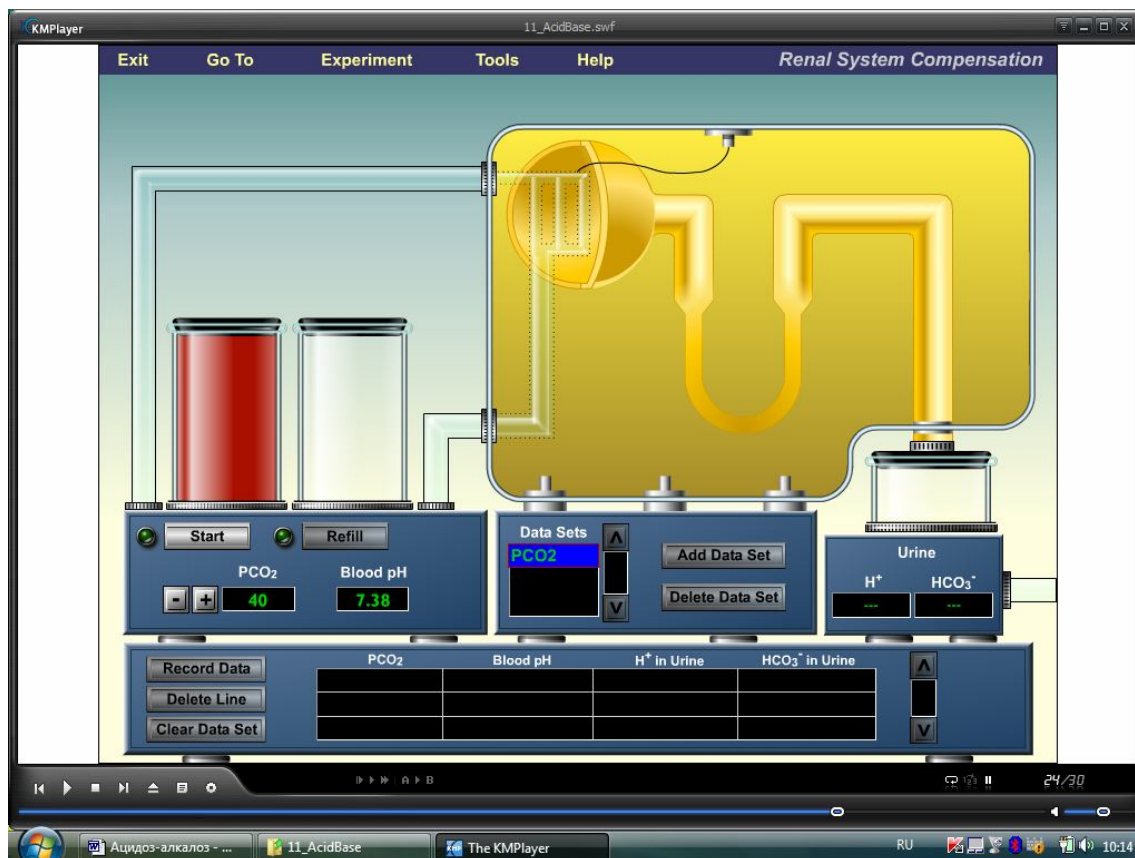 KMPlayer
11_AcidBase.swf
Exit Go To Experiment Tools Help Renal System Compensation
Start Refill
PCO2 Blood pH
- + 40 7.38
Data Sets
PCO2
Add Data Set
Delete Data Set
Urine
H+ HCO3-
--- ---
Record Data
Delete Line
Clear Data Set
PCO2 Blood pH H+ in Urine HCO3- in Urine
A B
24/30
Ацидоз-алкалоз - ... 11_AcidBase The KMPlayer RU 10:14